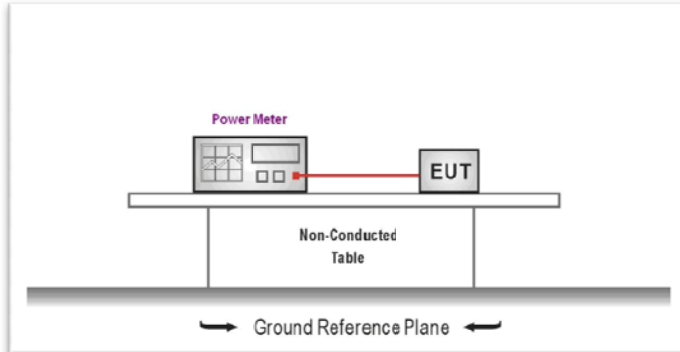 Power Meter
EUT
Non-Conducted
Table
Ground Reference Plane